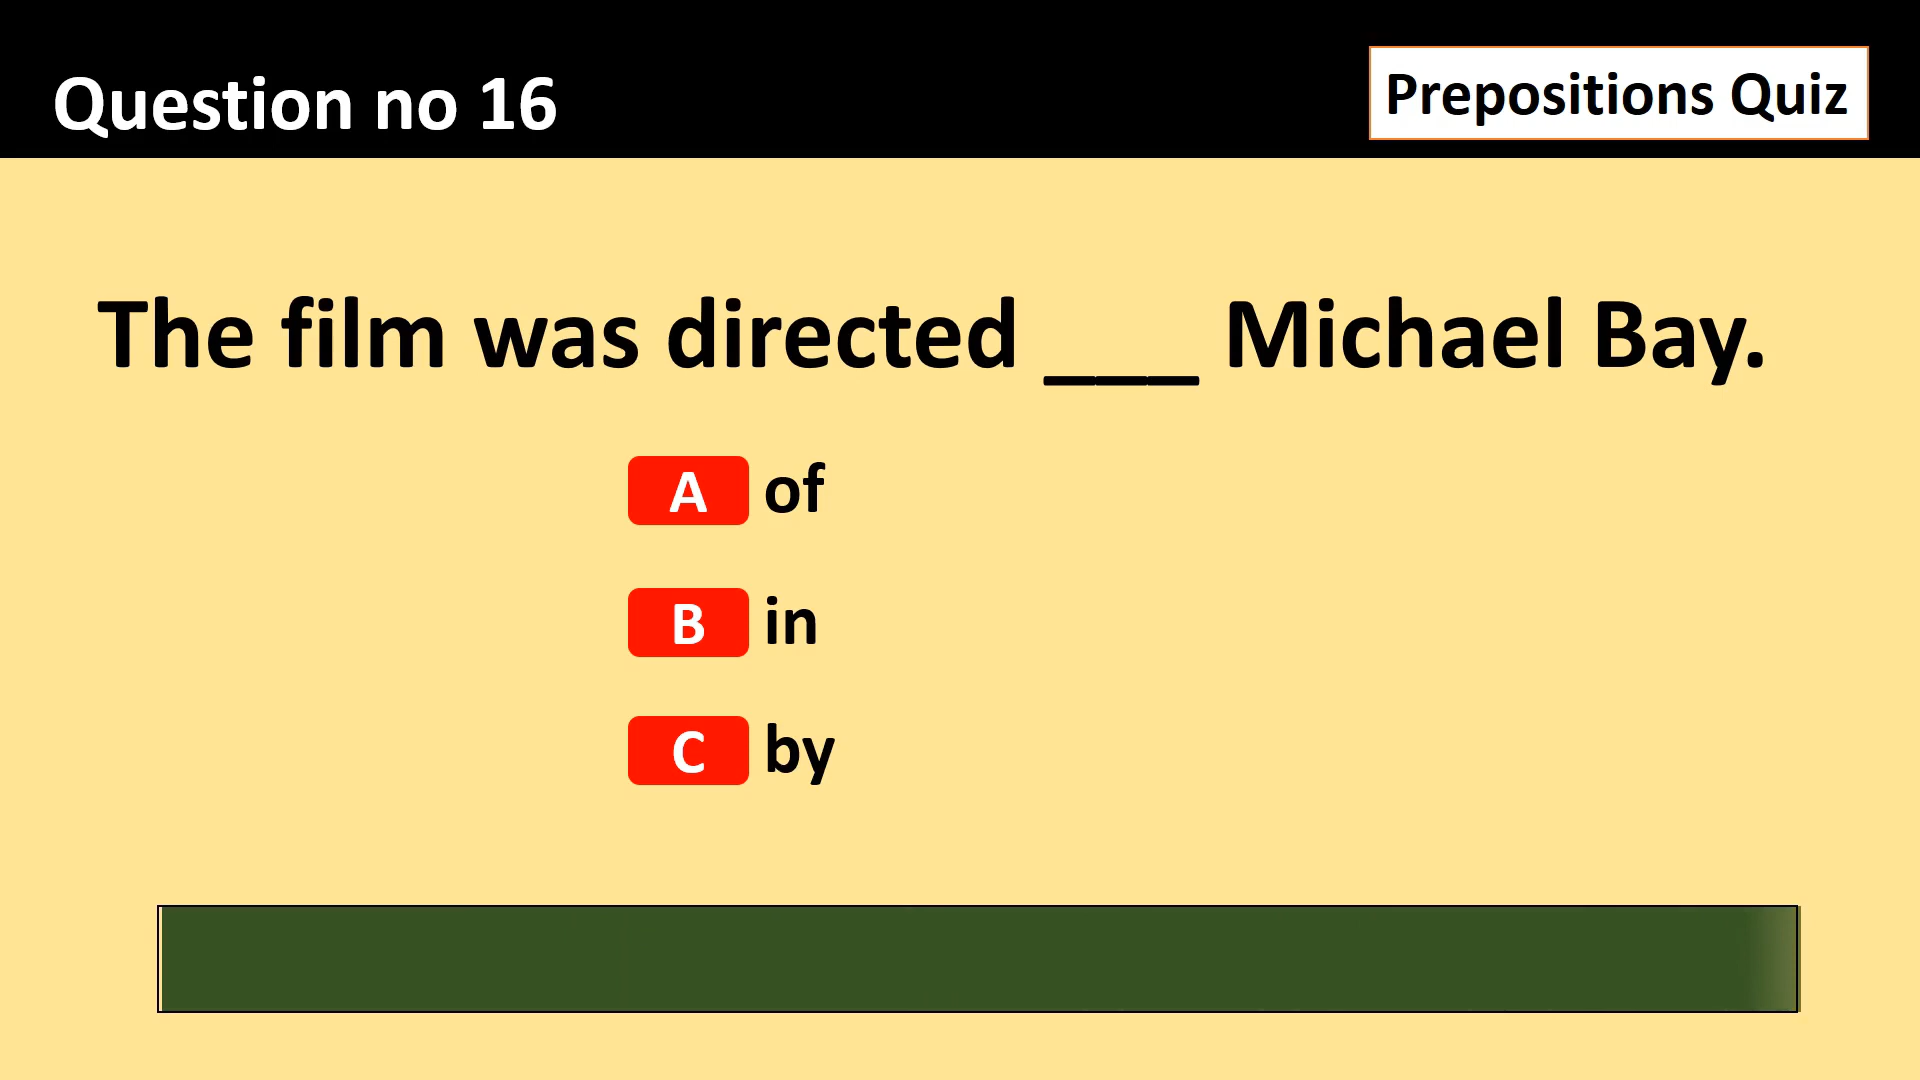 Question no 16
Prepositions Quiz
The film was directed ___ Michael Bay.
A of
B in
C by